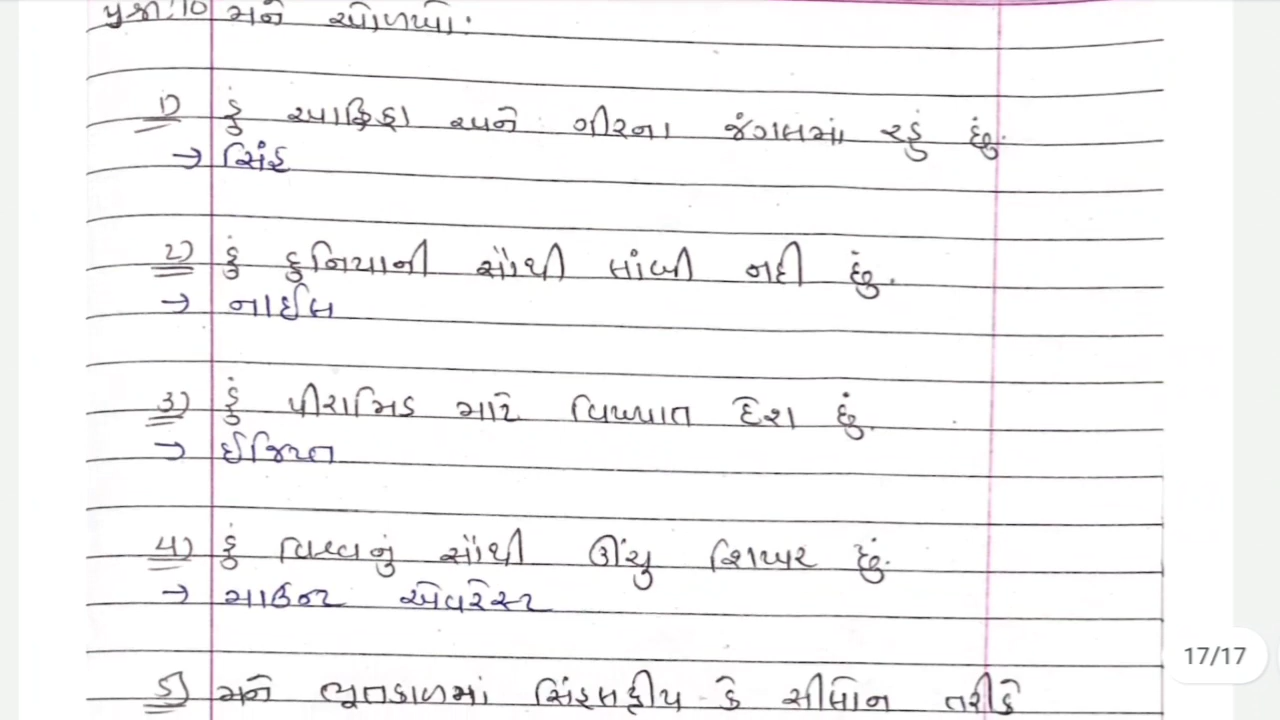 પ્રશ્ન:10 મને ઓળખો:
1) હું આફ્રિકા અને ગીરના જંગલમાં રહું છું.
→ સિંહ
2) હું દુનિયાની સૌથી લાંબી નદી છું.
→ નાઈલ
3) હું પીરામિડ માટે વિખ્યાત દેશ છું.
→ ઈજિપ્ત
4) હું વિશ્વનું સૌથી ઊંચુ શિખર છું.
→ માઉન્ટ એવરેસ્ટ
5) મને ભૂતકાળમાં સિંહલદ્વીપ કે સીલોન તરીકે
17/17